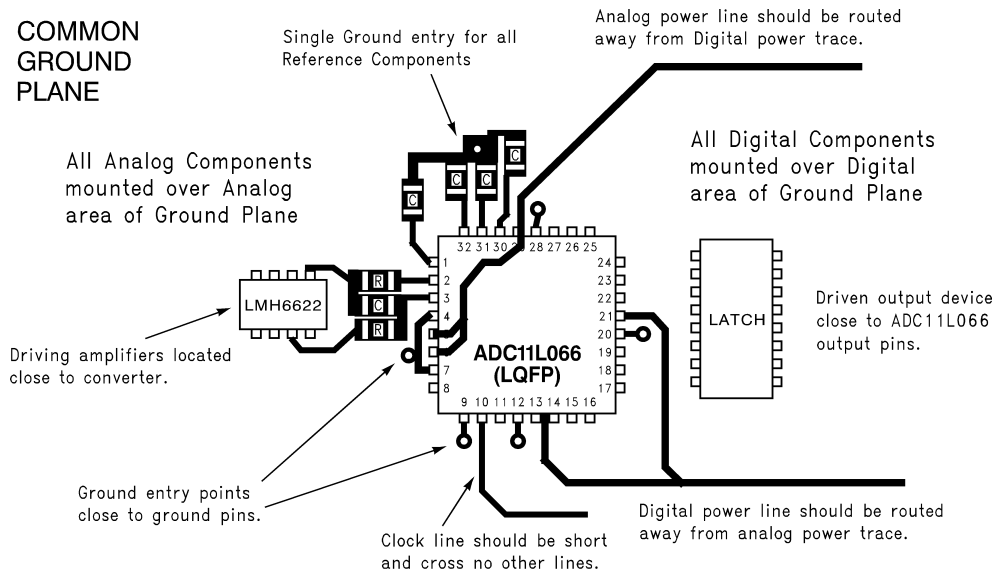 COMMON
GROUND
PLANE
Single Ground entry for all
Reference Components
Analog power line should be routed
away from Digital power trace.
All Analog Components
mounted over Analog
area of Ground Plane
All Digital Components
mounted over Digital
area of Ground Plane
C
C
C
C
32 31 30 29 28 27 26 25
1
2
3
4
7
8
24
23
22
21
20
19
18
17
9 10 11 12 13 14 15 16
R
C
R
LMH6622
ADC11L066
(LQFP)
LATCH
Driven output device
close to ADC11L066
output pins.
Driving amplifiers located
close to converter.
Ground entry points
close to ground pins.
Clock line should be short
and cross no other lines.
Digital power line should be routed
away from analog power trace.